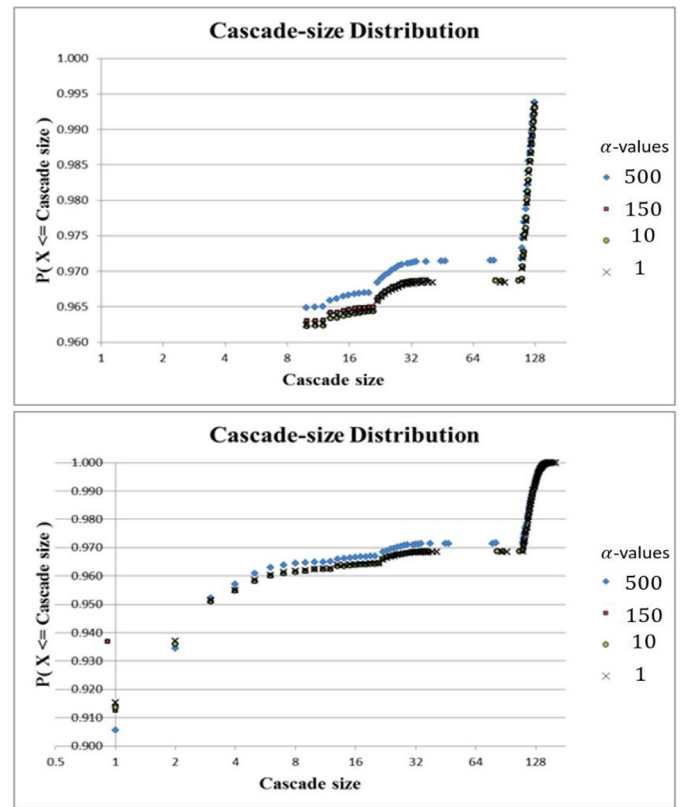 Cascade-size Distribution
P( X <= Cascade size )
1.000
0.995
0.990
0.985
0.980
0.975
0.970
0.965
0.960
1 2 4 8 16 32 64 128
Cascade size
α-values
500
150
10
1
Cascade-size Distribution
P( X <= Cascade size )
1.000
0.990
0.980
0.970
0.960
0.950
0.940
0.930
0.920
0.910
0.900
0.5 1 2 4 8 16 32 64 128
Cascade size
α-values
500
150
10
1